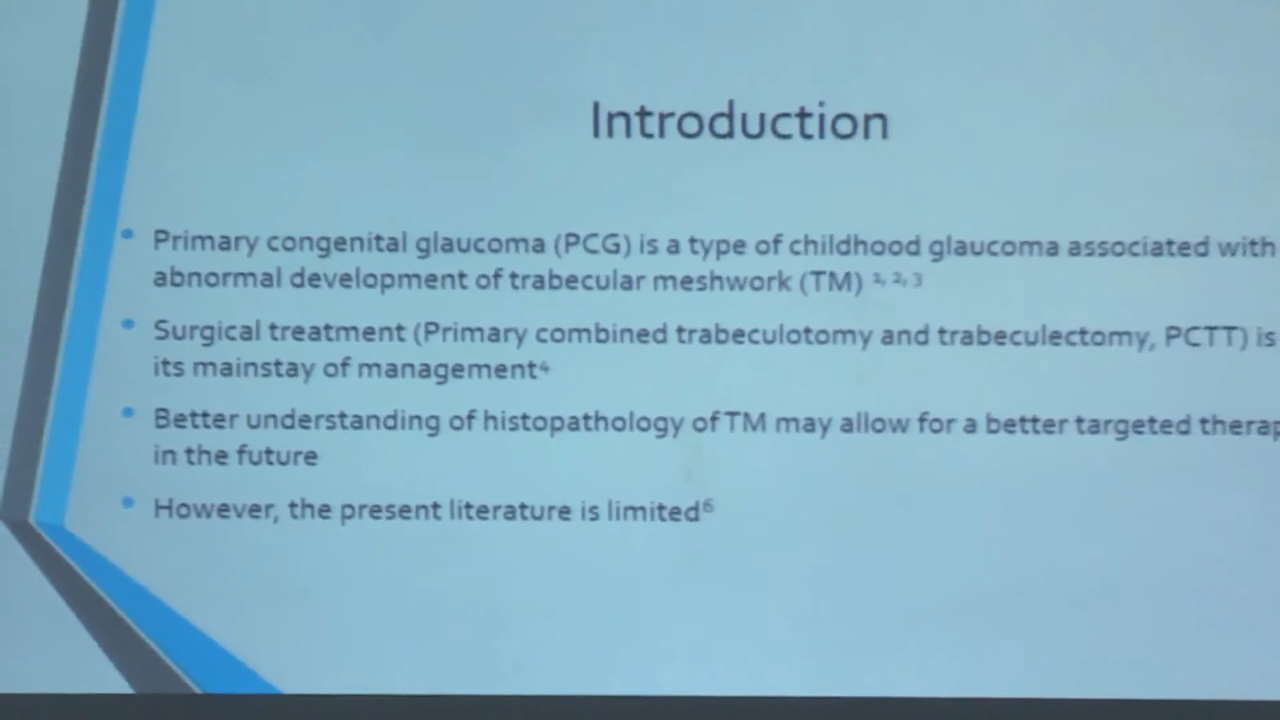 Introduction
• Primary congenital glaucoma (PCG) is a type of childhood glaucoma associated with
abnormal development of trabecular meshwork (TM) 1, 2, 3
• Surgical treatment (Primary combined trabeculotomy and trabeculectomy, PCTT) is
its mainstay of management4
• Better understanding of histopathology of TM may allow for a better targeted therap
in the future
• However, the present literature is limited6